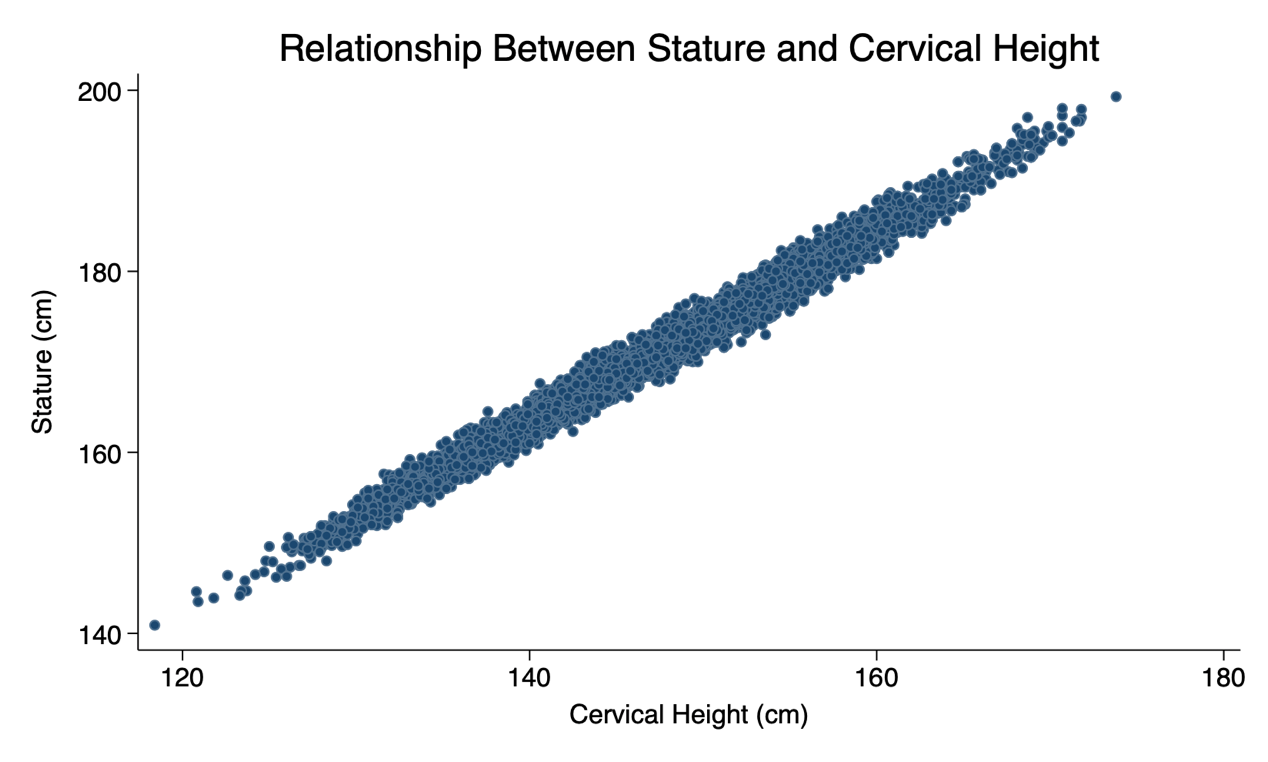 Relationship Between Stature and Cervical Height
200
180
160
140
Stature (cm)
120 140 160 180
Cervical Height (cm)